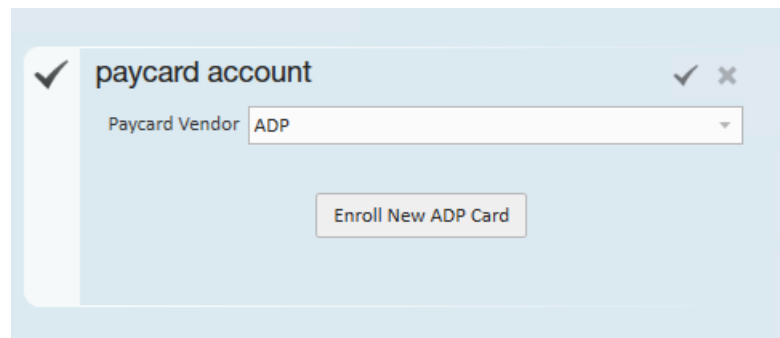 paycard account
Paycard Vendor ADP
Enroll New ADP Card